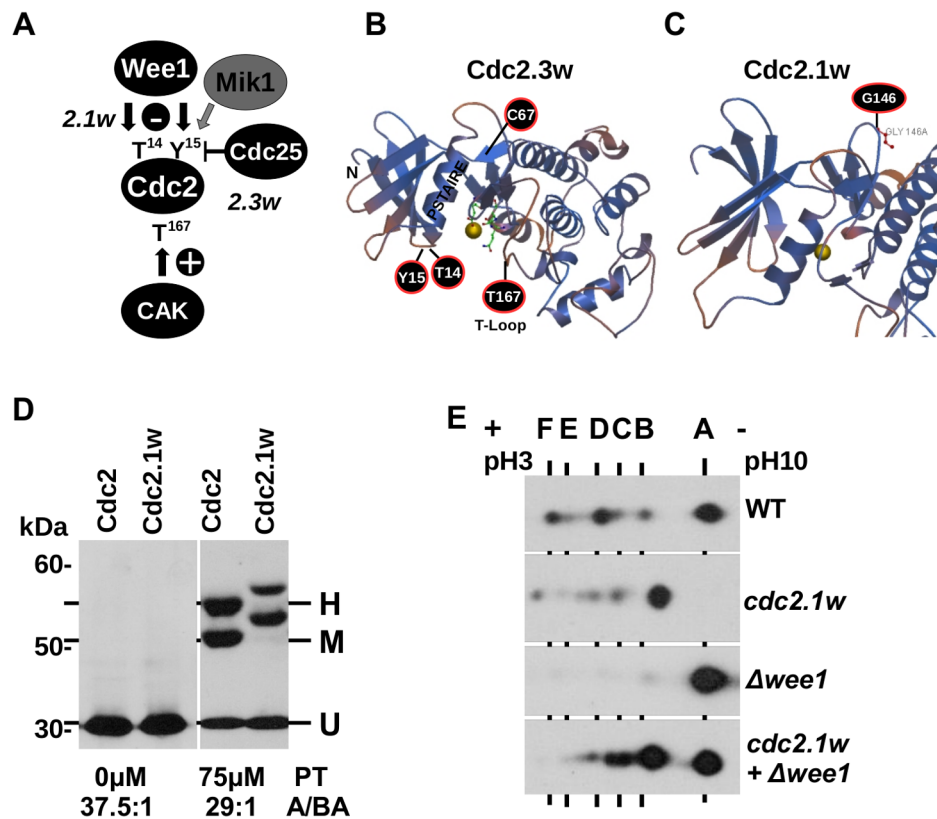 A
Wee1
Mik1
2.1w
-
T14 Y15
Cdc25
Cdc2
2.3w
T167
+
CAK
B
Cdc2.3w
C67
N
PSTAIRE
Y15
T14
T167
T-Loop
C
Cdc2.1w
G146
GLY 146A
D
Cdc2
Cdc2.1w
Cdc2
Cdc2.1w
kDa
60-
50-
30-
H
M
U
0µM 75µM PT
37.5:1 29:1 A/BA
E
+ F E D C B A -
pH3 pH10
WT
cdc2.1w
Δwee1
cdc2.1w
+ Δwee1